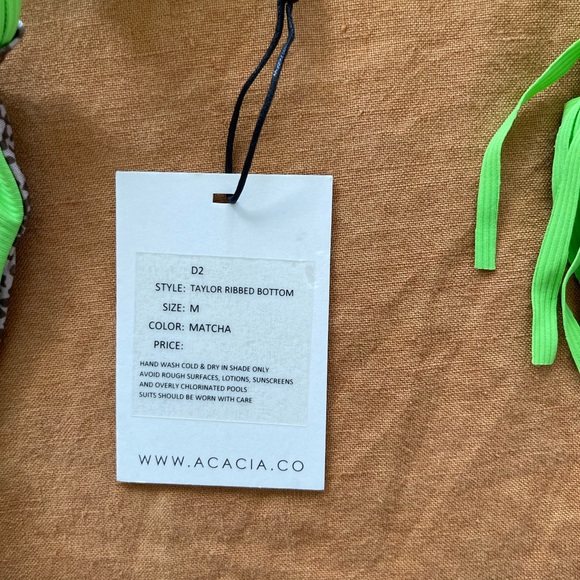 D2
STYLE: TAYLOR RIBBED BOTTOM
SIZE: M
COLOR: MATCHA
PRICE:
HAND WASH COLD & DRY IN SHADE ONLY
AVOID ROUGH SURFACES, LOTIONS, SUNSCREENS
AND OVERLY CHLORINATED POOLS
SUITS SHOULD BE WORN WITH CARE
WWW.ACACIA.CO